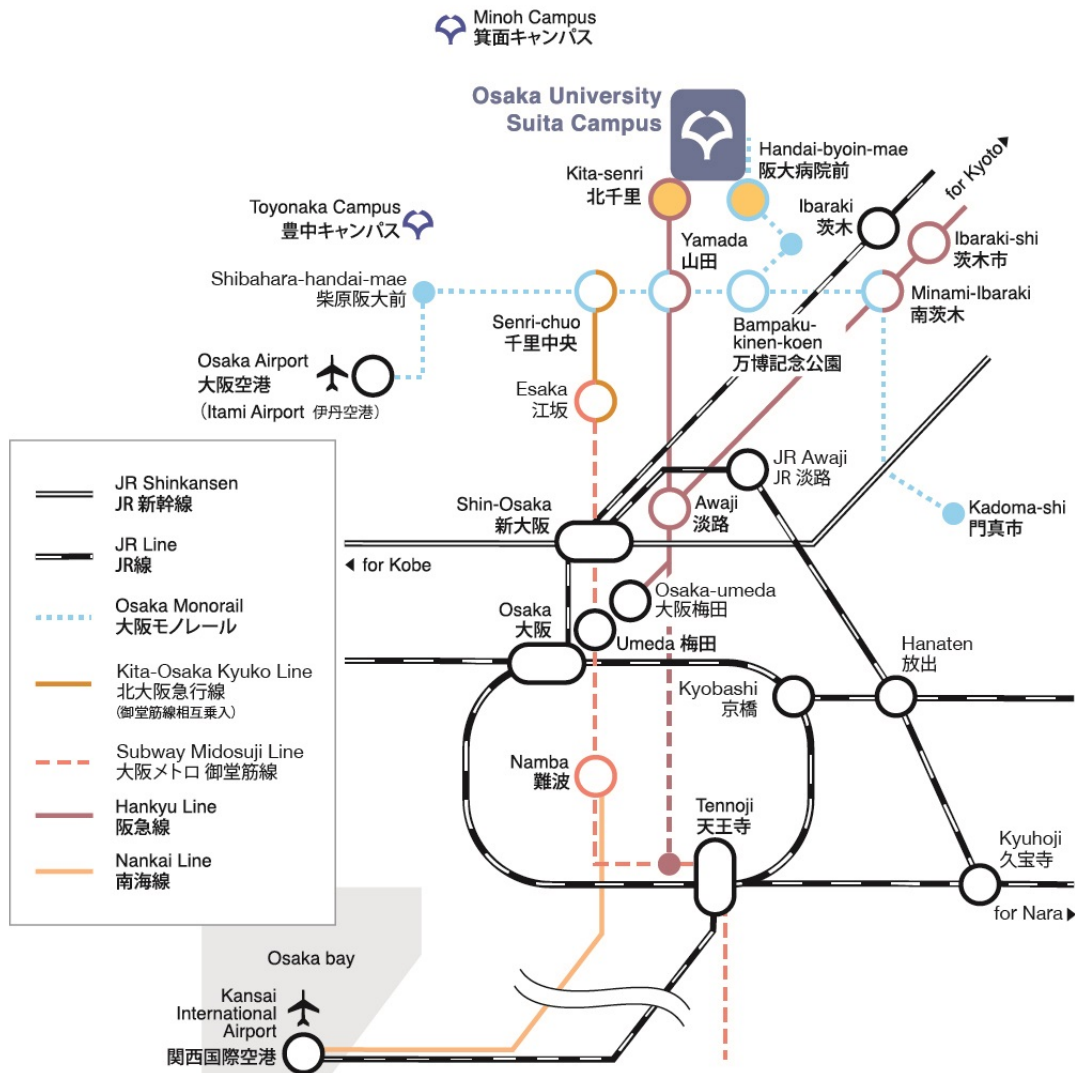 Minoh Campus
箕面キャンパス
Osaka University
Suita Campus
Handai-byoin-mae
阪大病院前
for Kyoto
Kita-senri
北千里
Ibaraki
茨木
Toyonaka Campus
豊中キャンパス
Yamada
山田
Ibaraki-shi
茨木市
Shibahara-handai-mae
柴原阪大前
Minami-Ibaraki
南茨木
Senri-chuo
千里中央
Bampaku-
kinen-koen
万博記念公園
Osaka Airport
大阪空港
(Itami Airport 伊丹空港)
Esaka
江坂
JR Shinkansen
JR 新幹線
JR Line
JR線
Osaka Monorail
大阪モノレール
Kita-Osaka Kyuko Line
北大阪急行線
(御堂筋線相互乗入)
Subway Midosuji Line
大阪メトロ 御堂筋線
Hankyu Line
阪急線
Nankai Line
南海線
JR Awaji
JR 淡路
Shin-Osaka
新大阪
Awaji
淡路
Kadoma-shi
門真市
for Kobe
Osaka-umeda
大阪梅田
Osaka
大阪
Umeda 梅田
Hanaten
放出
Kyobashi
京橋
Namba
難波
Tennoji
天王寺
Kyuhoji
久宝寺
for Nara
Osaka bay
Kansai
International
Airport
関西国際空港